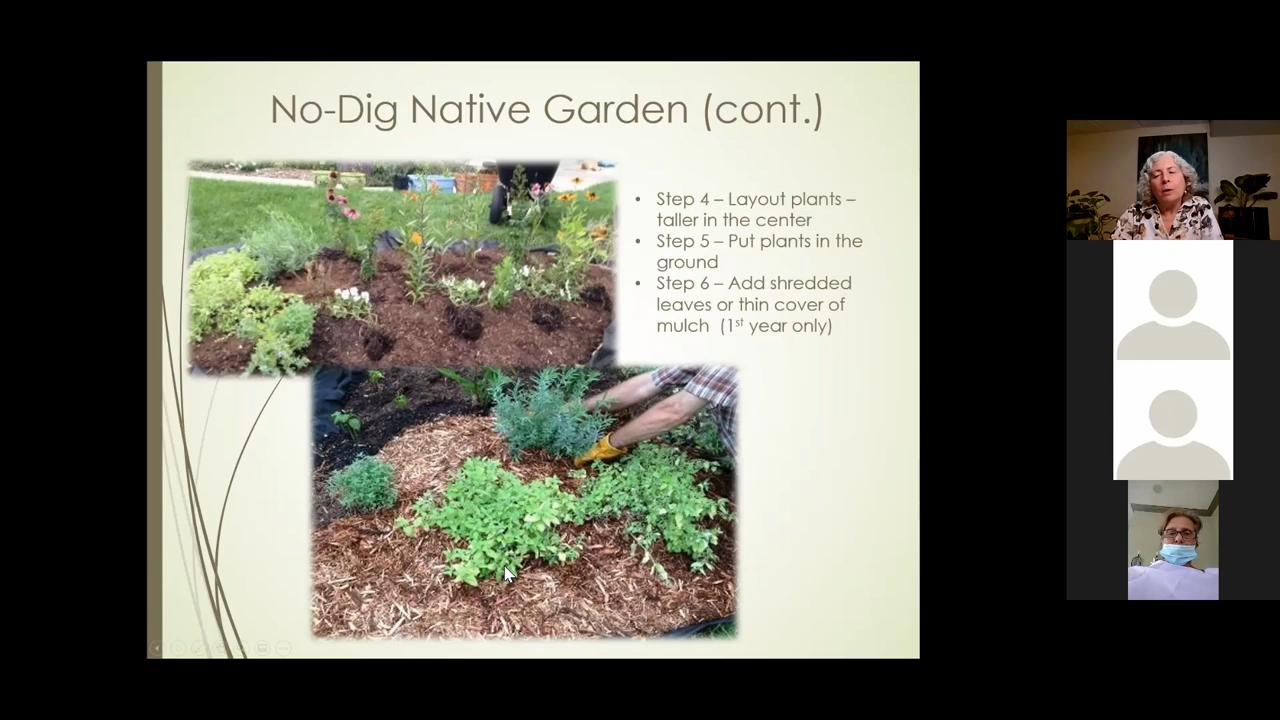 No-Dig Native Garden (cont.)
• Step 4 – Layout plants –
taller in the center
• Step 5 – Put plants in the
ground
• Step 6 – Add shredded
leaves or thin cover of
mulch (1st year only)